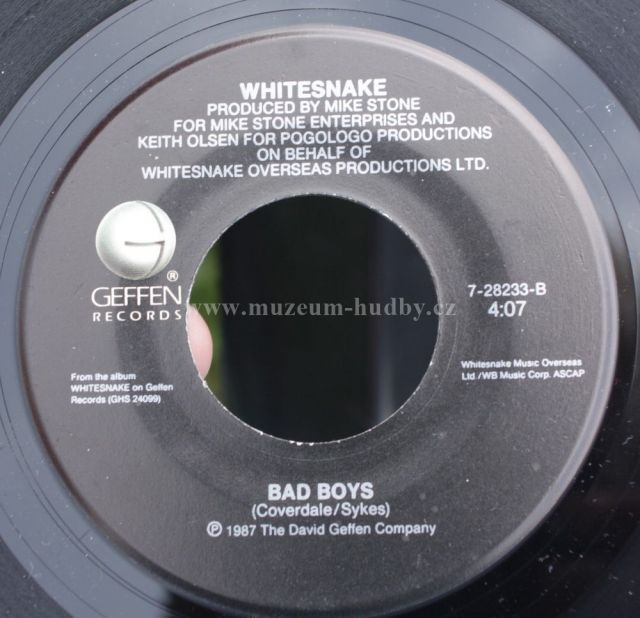 WHITESNAKE
PRODUCED BY MIKE STONE
FOR MIKE STONE ENTERPRISES AND
KEITH OLSEN FOR POGOLOGO PRODUCTIONS
ON BEHALF OF
WHITESNAKE OVERSEAS PRODUCTIONS LTD.
G
®
GEFFEN
RECORDS
www.muzeum-hudby.cz
7-28233-B
4:07
From the album
WHITESNAKE on Geffen
Records (GHS 24099)
Whitesnake Music Overseas
Ltd./WB Music Corp. ASCAP
BAD BOYS
(Coverdale/Sykes)
℗ 1987 The David Geffen Company